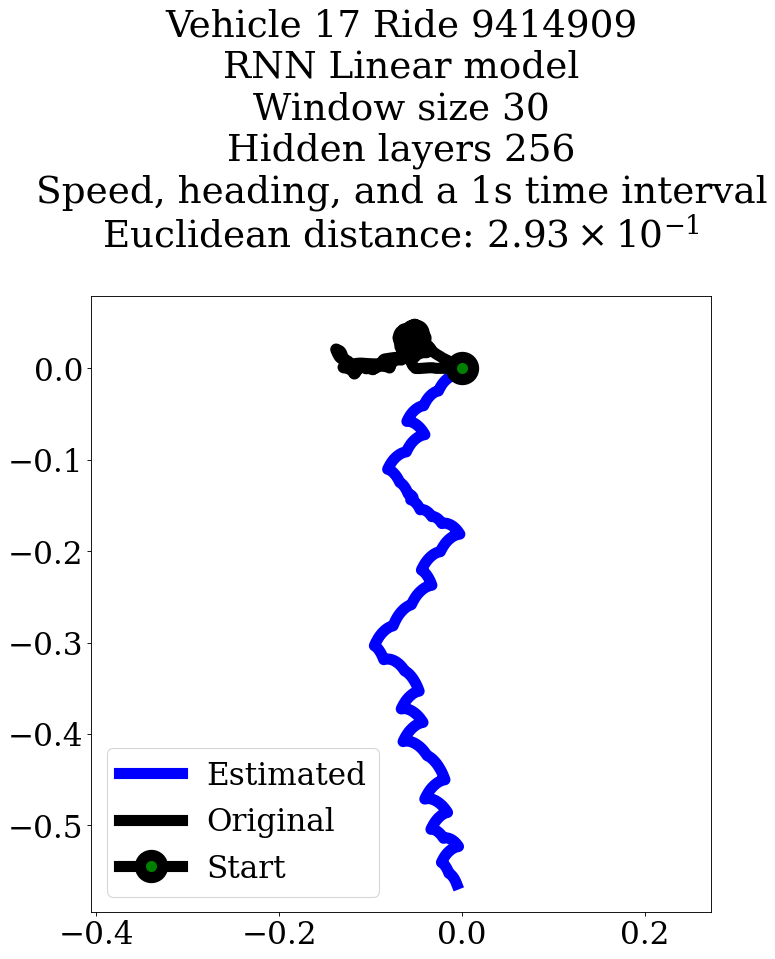 Vehicle 17 Ride 9414909
RNN Linear model
Window size 30
Hidden layers 256
Speed, heading, and a 1s time interval
Euclidean distance: 2.93 × 10⁻¹
0.0
−0.1
−0.2
−0.3
−0.4
−0.5
Estimated
Original
Start
−0.4 −0.2 0.0 0.2